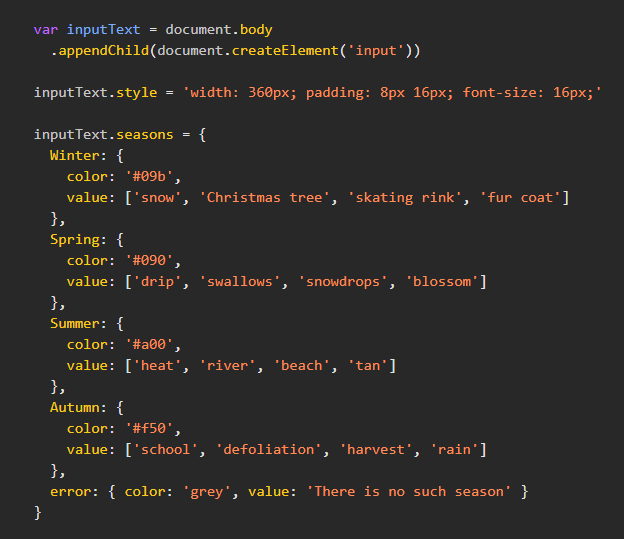 var inputText = document.body
  .appendChild(document.createElement('input'))
inputText.style = 'width: 360px; padding: 8px 16px; font-size: 16px;'
inputText.seasons = {
  Winter: {
    color: '#09b',
    value: ['snow', 'Christmas tree', 'skating rink', 'fur coat']
  },
  Spring: {
    color: '#090',
    value: ['drip', 'swallows', 'snowdrops', 'blossom']
  },
  Summer: {
    color: '#a00',
    value: ['heat', 'river', 'beach', 'tan']
  },
  Autumn: {
    color: '#f50',
    value: ['school', 'defoliation', 'harvest', 'rain']
  },
  error: { color: 'grey', value: 'There is no such season' }
}